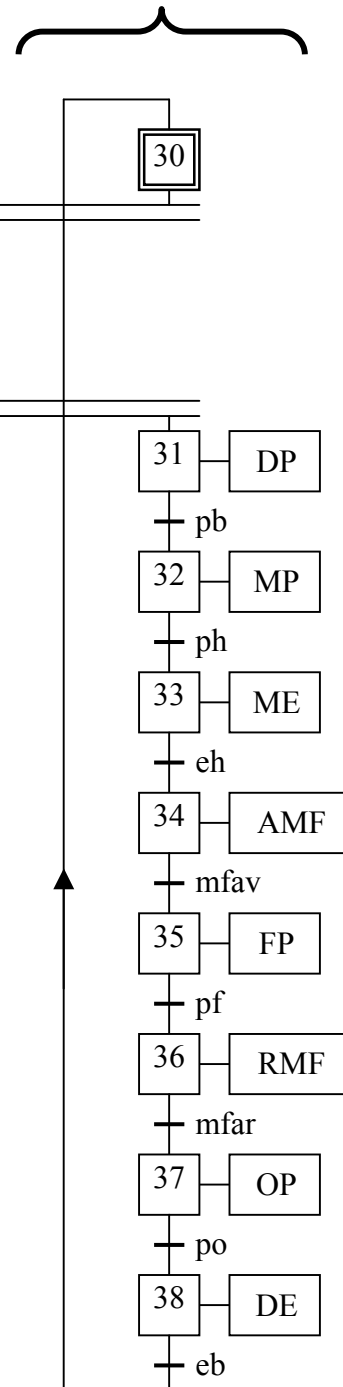 30
31 DP
pb
32 MP
ph
33 ME
eh
34 AMF
mfav
35 FP
pf
36 RMF
mfar
37 OP
po
38 DE
eb